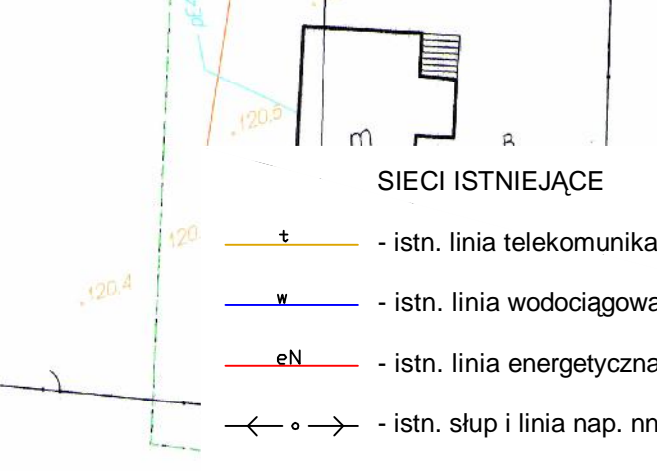 120.5
m
B
SIECI ISTNIEJĄCE
120.
t - istn. linia telekomunika
120.4
w - istn. linia wodociągowa
eN - istn. linia energetyczna
- istn. słup i linia nap. nn